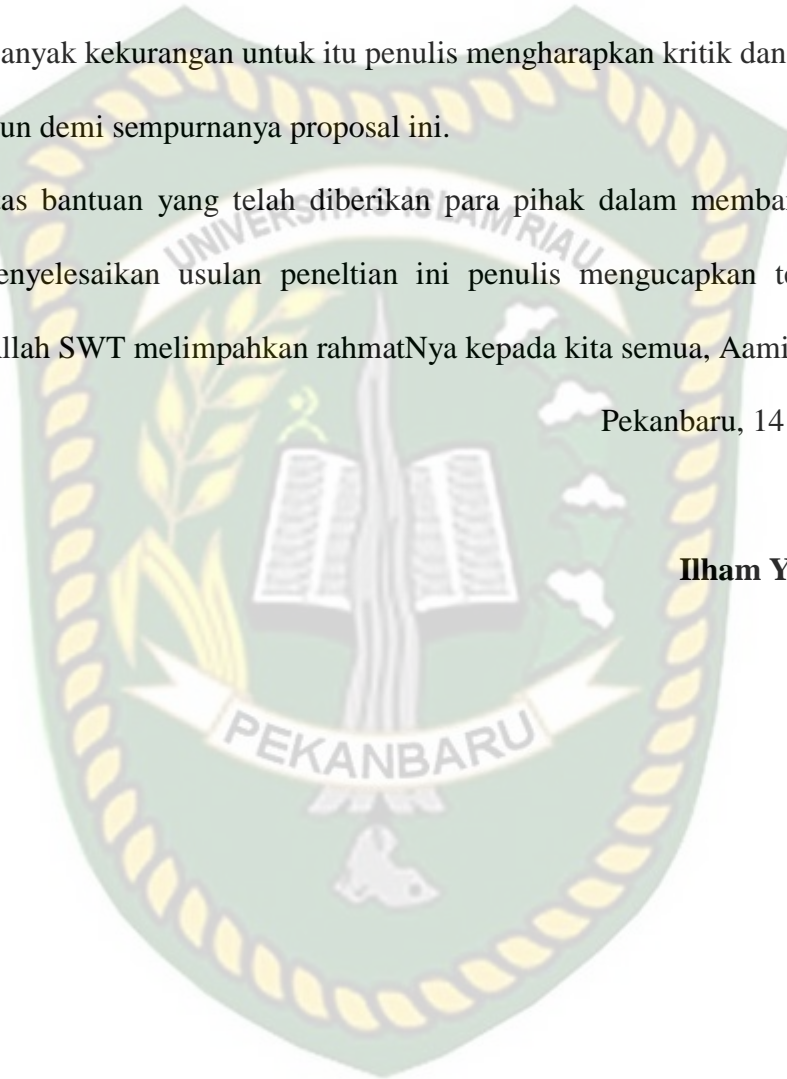 anyak kekurangan untuk itu penulis mengharapkan kritik dan
un demi sempurnanya proposal ini.
as bantuan yang telah diberikan para pihak dalam memba
enyelesaikan usulan peneltian ini penulis mengucapkan te
llah SWT melimpahkan rahmatNya kepada kita semua, Aami
Pekanbaru, 14
Ilham Y
UNIVERSITAS ISLAM RIAU
PEKANBARU